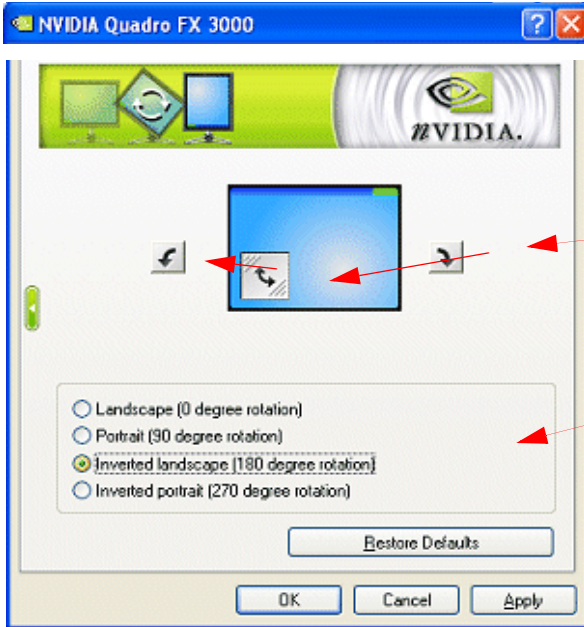 NVIDIA Quadro FX 3000
nVIDIA.
Landscape (0 degree rotation)
Portrait (90 degree rotation)
Inverted landscape (180 degree rotation)
Inverted portrait (270 degree rotation)
Restore Defaults
OK
Cancel
Apply